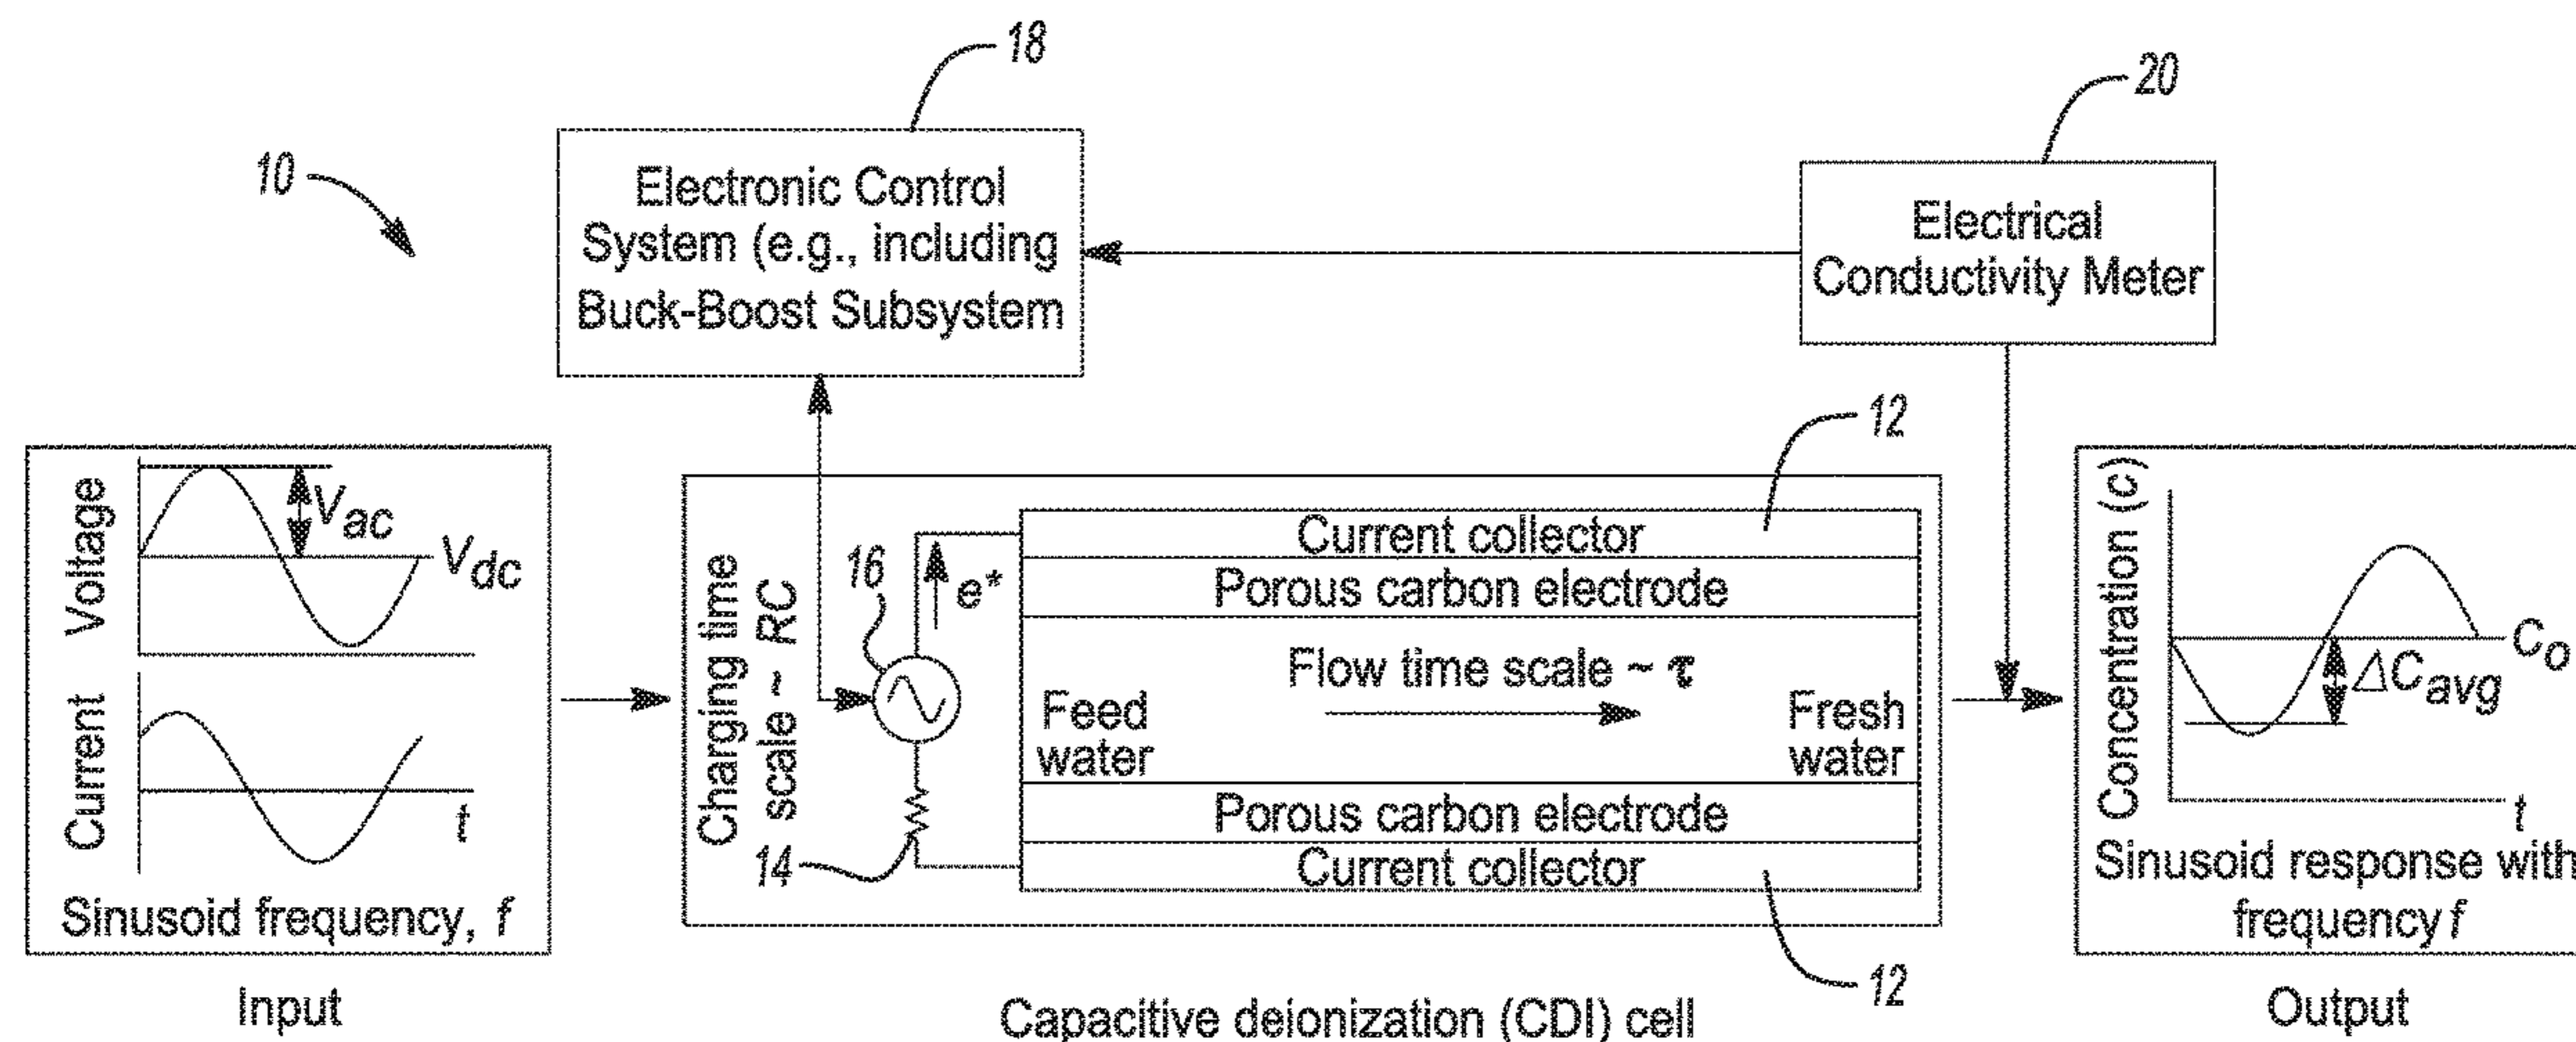 18
20
10
Electronic Control
System (e.g., including
Buck-Boost Subsystem
Electrical
Conductivity Meter
12
Voltage
Vac
Vdc
Current
t
Sinusoid frequency, f
Input
Charging time
scale ~ RC
16
e*
14
Current collector
Porous carbon electrode
Flow time scale ~ τ
Feed
water
Fresh
water
Porous carbon electrode
Current collector
12
Capacitive deionization (CDI) cell
Concentration (c)
Co
ΔCavg
t
Sinusoid response with
frequency f
Output